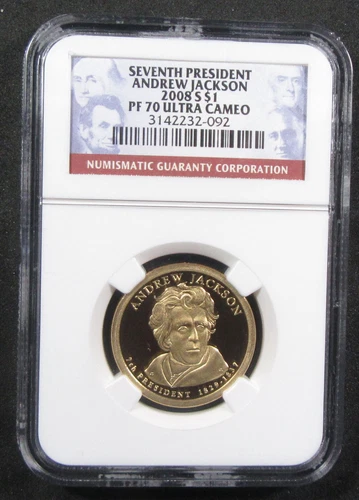 SEVENTH PRESIDENT
ANDREW JACKSON
2008 S $1
PF 70 ULTRA CAMEO
3142232-092
NUMISMATIC GUARANTY CORPORATION
ANDREW JACKSON
7th PRESIDENT 1829-1837